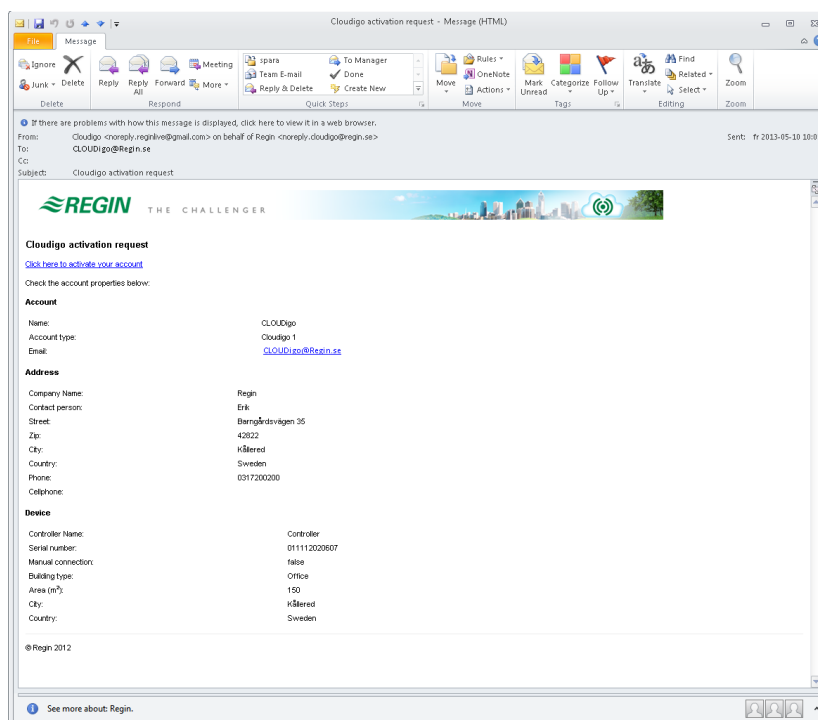 Cloudigo activation request - Message (HTML)
File Message
Ignore
Junk
Delete
Reply
Reply All
Forward
Meeting
More
spara
Team E-mail
Reply & Delete
To Manager
Done
Create New
Move
Rules
OneNote
Actions
Mark Unread
Categorize
Follow Up
Translate
Find
Related
Select
Zoom
Delete Respond Quick Steps Move Tags Editing Zoom
If there are problems with how this message is displayed, click here to view it in a web browser.
From: Cloudigo <noreply.reginlive@gmail.com> on behalf of Regin <noreply.cloudigo@regin.se> Sent: fr 2013-05-10 10:0
To: CLOUDigo@Regin.se
Cc:
Subject: Cloudigo activation request
REGIN THE CHALLENGER
Cloudigo activation request
Click here to activate your account
Check the account properties below:
Account
Name: CLOUDigo
Account type: Cloudigo 1
Email: CLOUDigo@Regin.se
Address
Company Name: Regin
Contact person: Erik
Street: Barngårdsvägen 35
Zip: 42822
City: Kållered
Country: Sweden
Phone: 0317200200
Cellphone:
Device
Controller Name: Controller
Serial number: 011112020607
Manual connection: false
Building type: Office
Area (m²): 150
City: Kållered
Country: Sweden
© Regin 2012
See more about: Regin.